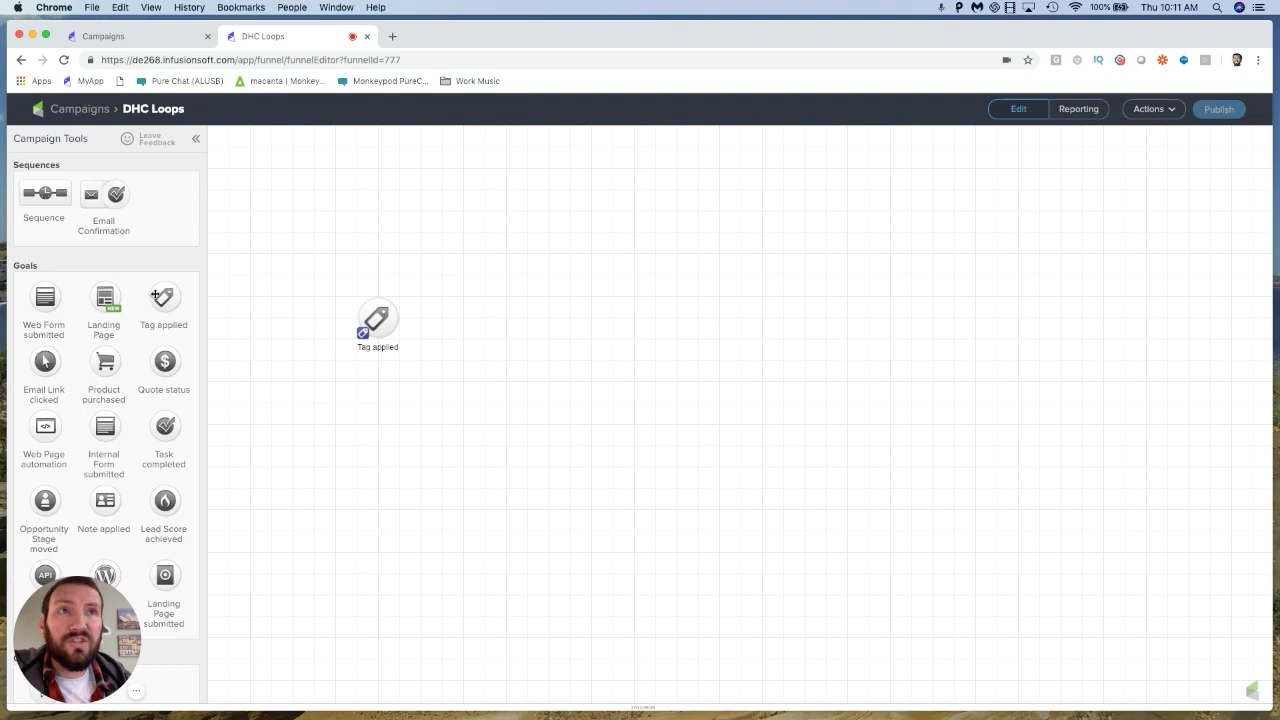 Chrome File Edit View History Bookmarks People Window Help 100% Thu 10:11 AM
Campaigns DHC Loops
https://de268.infusionsoft.com/app/funnel/funnelEditor?funnelId=777
Apps MyApp Pure Chat (ALUSB) macanta | Monkey... Monkeypod PureC... Work Music
Campaigns › DHC Loops Edit Reporting Actions Publish
Campaign Tools Leave Feedback «
Sequences
Sequence
Email
Confirmation
Goals
Web Form
submitted
Landing
Page
NEW
Tag applied
Tag applied
Email Link
clicked
Product
purchased
Quote status
Web Page
automation
Internal
Form
submitted
Task
completed
Opportunity
Stage
moved
Note applied
Lead Score
achieved
API
Landing
Page
submitted